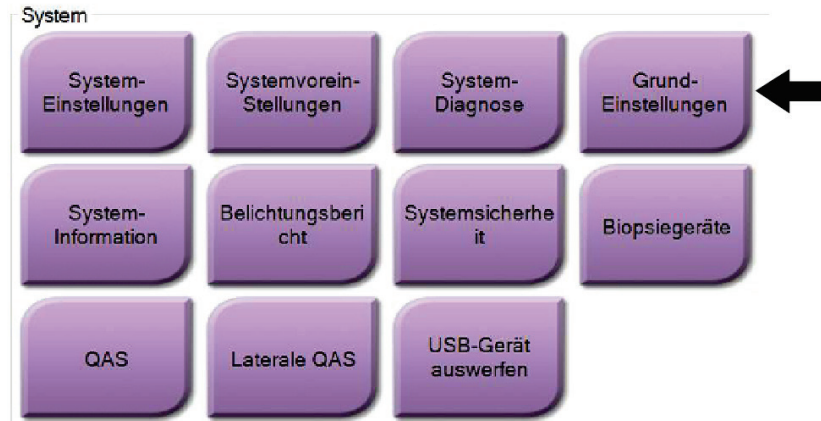 System
System-
Einstellungen
Systemvorein-
Stellungen
System-
Diagnose
Grund-
Einstellungen
System-
Information
Belichtungsberi
cht
Systemsicherhe
it
Biopsiegeräte
QAS
Laterale QAS
USB-Gerät
auswerfen